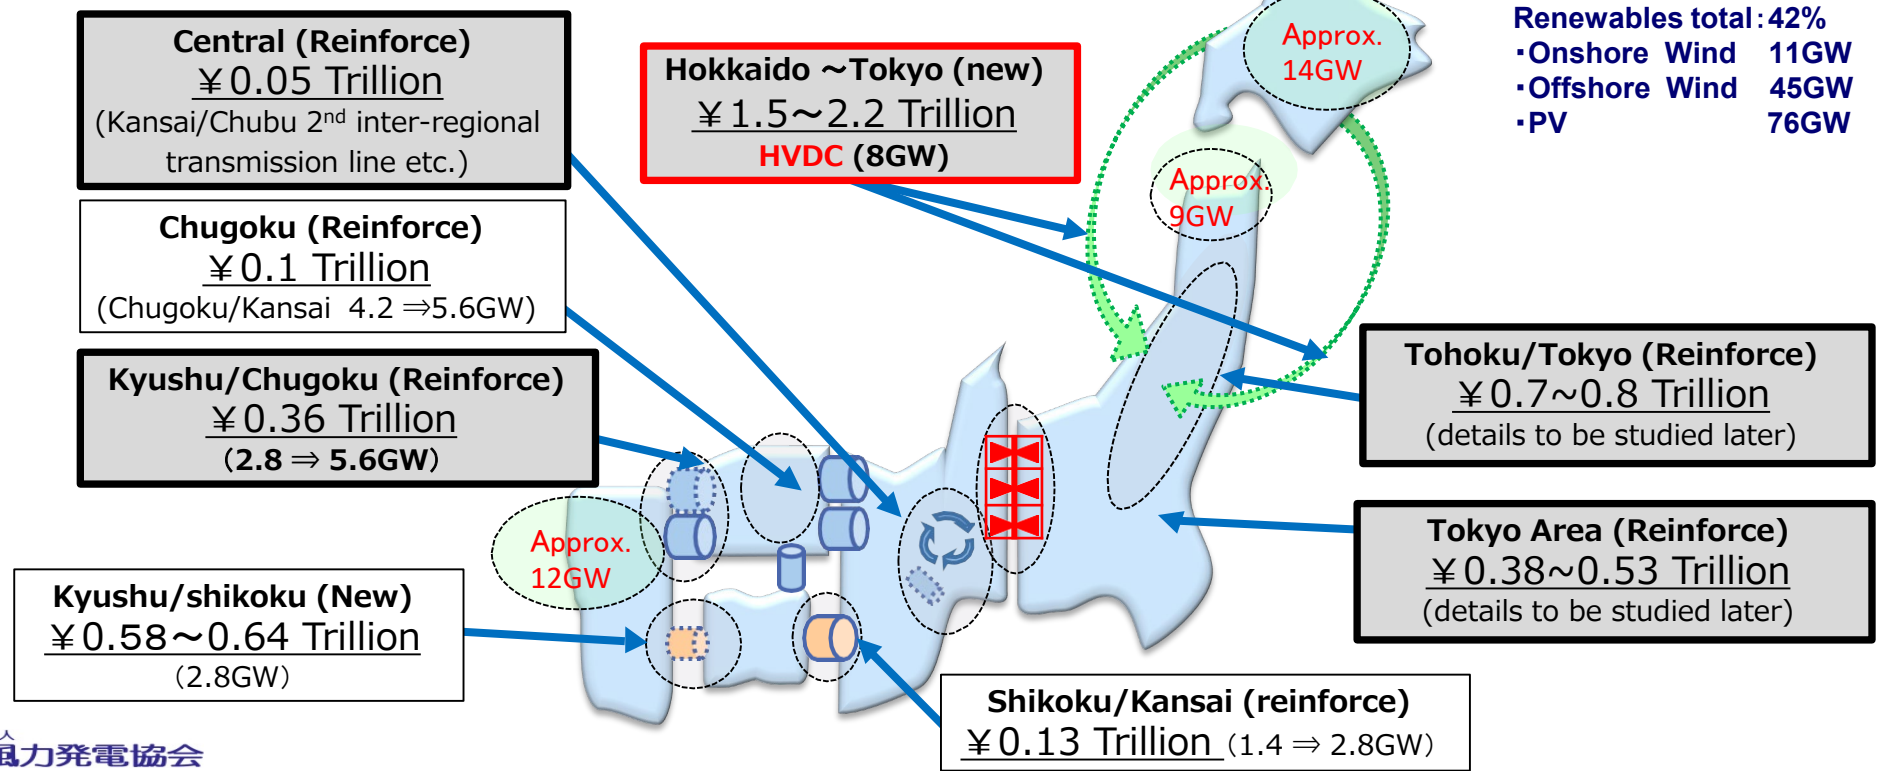 Central (Reinforce)
￥0.05 Trillion
(Kansai/Chubu 2nd inter-regional
transmission line etc.)
Chugoku (Reinforce)
￥0.1 Trillion
(Chugoku/Kansai 4.2 ⇒5.6GW)
Kyushu/Chugoku (Reinforce)
￥0.36 Trillion
(2.8 ⇒ 5.6GW)
Kyushu/shikoku (New)
￥0.58～0.64 Trillion
(2.8GW)
Hokkaido ～Tokyo (new)
￥1.5～2.2 Trillion
HVDC (8GW)
Approx.
14GW
Approx.
9GW
Approx.
12GW
Renewables total：42%
・Onshore Wind 11GW
・Offshore Wind 45GW
・PV 76GW
Tohoku/Tokyo (Reinforce)
￥0.7~0.8 Trillion
(details to be studied later)
Tokyo Area (Reinforce)
￥0.38~0.53 Trillion
(details to be studied later)
Shikoku/Kansai (reinforce)
￥0.13 Trillion (1.4 ⇒ 2.8GW)
人
風力発電協会